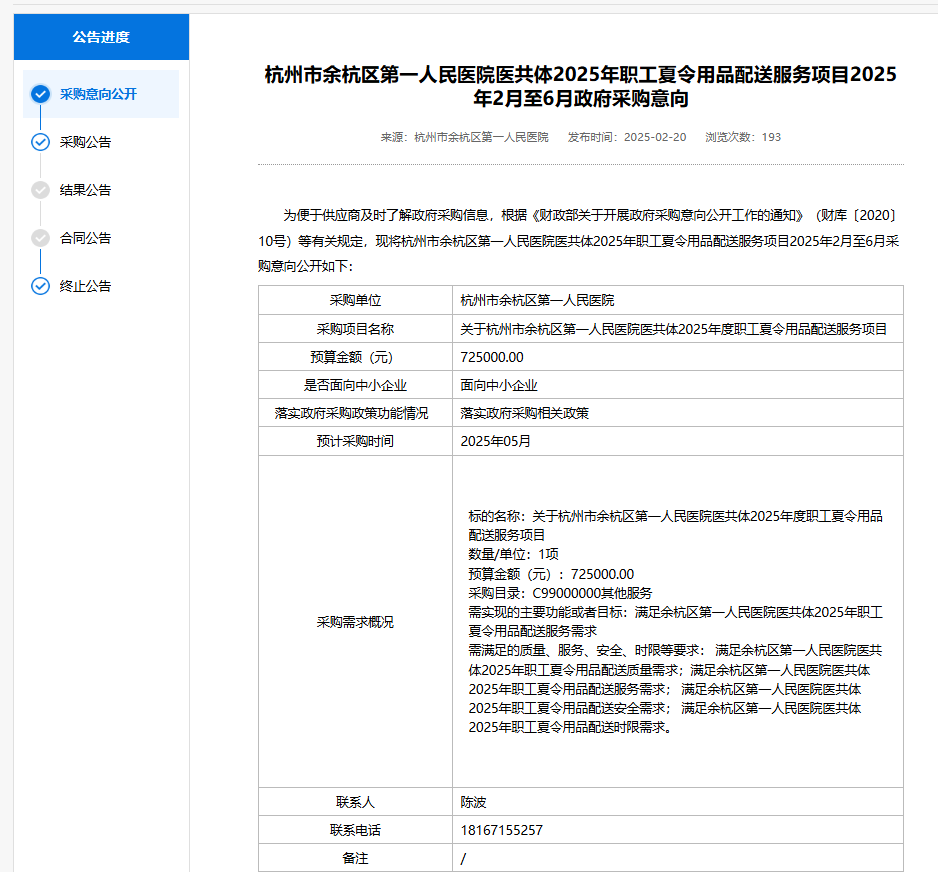 公告进度
采购意向公开
采购公告
结果公告
合同公告
终止公告
杭州市余杭区第一人民医院医共体2025年职工夏令用品配送服务项目2025
年2月至6月政府采购意向
来源：杭州市余杭区第一人民医院 发布时间：2025-02-20 浏览次数：193
为便于供应商及时了解政府采购信息，根据《财政部关于开展政府采购意向公开工作的通知》（财库〔2020〕
10号）等有关规定，现将杭州市余杭区第一人民医院医共体2025年职工夏令用品配送服务项目2025年2月至6月采
购意向公开如下：
采购单位 杭州市余杭区第一人民医院
采购项目名称 关于杭州市余杭区第一人民医院医共体2025年度职工夏令用品配送服务项目
预算金额（元） 725000.00
是否面向中小企业 面向中小企业
落实政府采购政策功能情况 落实政府采购相关政策
预计采购时间 2025年05月
采购需求概况
标的名称：关于杭州市余杭区第一人民医院医共体2025年度职工夏令用品
配送服务项目
数量/单位：1项
预算金额（元）：725000.00
采购目录：C99000000其他服务
需实现的主要功能或者目标：满足余杭区第一人民医院医共体2025年职工
夏令用品配送服务需求
需满足的质量、服务、安全、时限等要求： 满足余杭区第一人民医院医共
体2025年职工夏令用品配送质量需求；满足余杭区第一人民医院医共体
2025年职工夏令用品配送服务需求； 满足余杭区第一人民医院医共体
2025年职工夏令用品配送安全需求； 满足余杭区第一人民医院医共体
2025年职工夏令用品配送时限需求。
联系人 陈波
联系电话 18167155257
备注 /